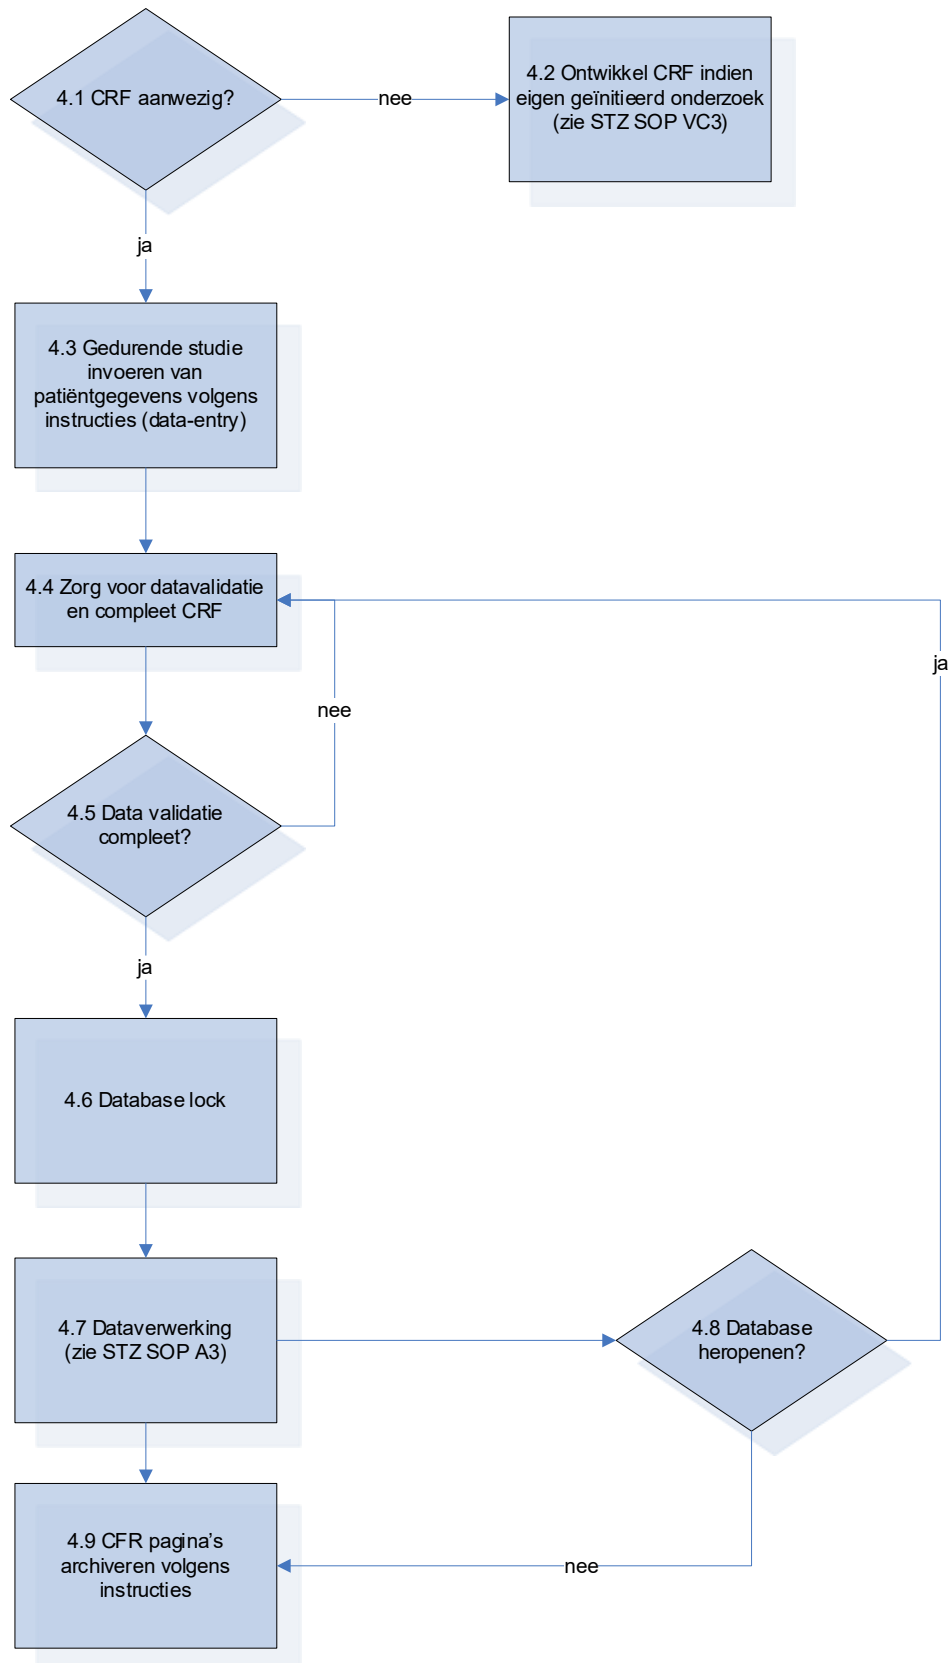 4.1 CRF aanwezig?
nee
4.2 Ontwikkel CRF indien
eigen geïnitieerd onderzoek
(zie STZ SOP VC3)
ja
4.3 Gedurende studie
invoeren van
patiëntgegevens volgens
instructies (data-entry)
4.4 Zorg voor datavalidatie
en compleet CRF
ja
nee
4.5 Data validatie
compleet?
ja
4.6 Database lock
4.7 Dataverwerking
(zie STZ SOP A3)
4.8 Database
heropenen?
4.9 CFR pagina's
archiveren volgens
instructies
nee